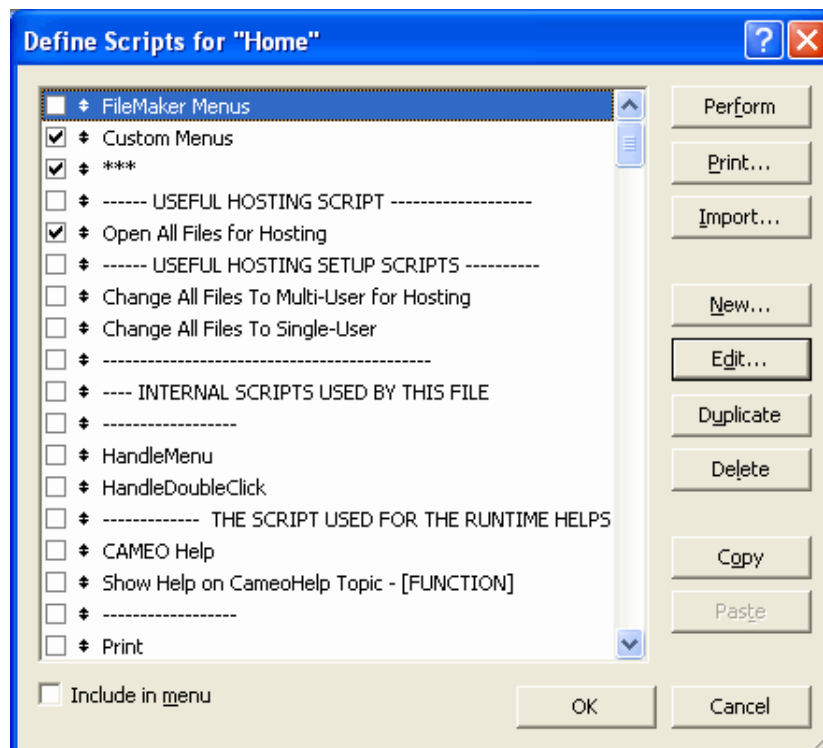 Define Scripts for "Home"
FileMaker Menus
Custom Menus
***
------ USEFUL HOSTING SCRIPT -------------------
Open All Files for Hosting
------ USEFUL HOSTING SETUP SCRIPTS ----------
Change All Files To Multi-User for Hosting
Change All Files To Single-User
--------------------------------------------
---- INTERNAL SCRIPTS USED BY THIS FILE
------------------
HandleMenu
HandleDoubleClick
------------- THE SCRIPT USED FOR THE RUNTIME HELPS
CAMEO Help
Show Help on CameoHelp Topic - [FUNCTION]
------------------
Print
Perform
Print...
Import...
New...
Edit...
Duplicate
Delete
Copy
Paste
Include in menu
OK
Cancel